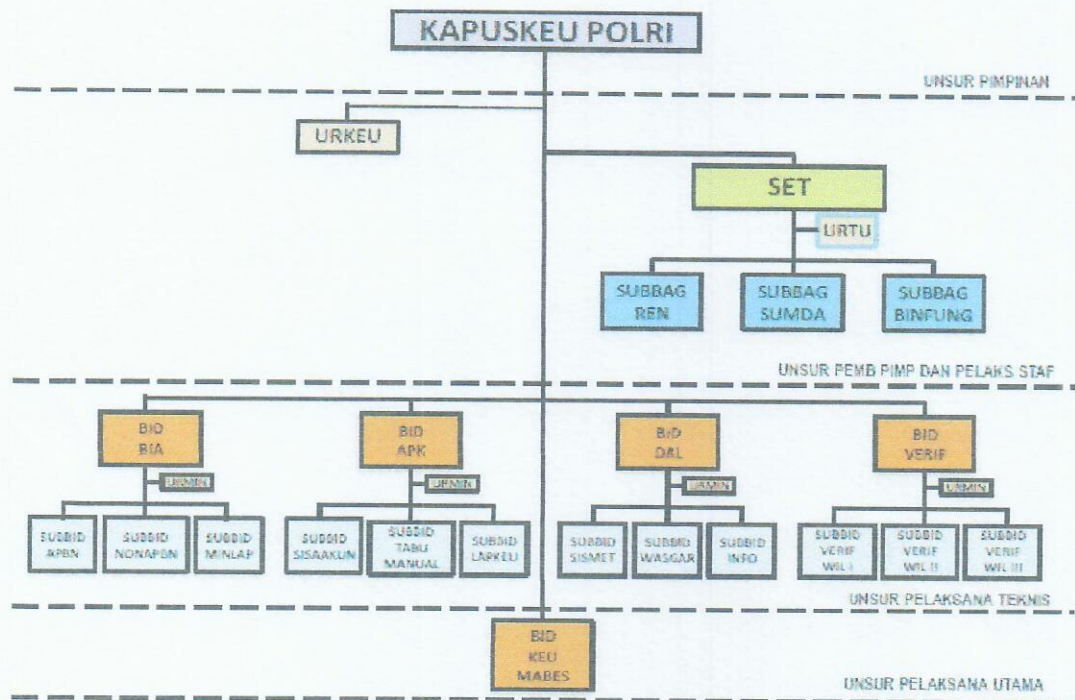 KAPUSKEU POLRI
UNSUR PIMPINAN
URKEU
SET
URTU
SUBBAG
REN
SUBBAG
SUMDA
SUBBAG
BINFUNG
UNSUR PEMB PIMP DAN PELAKS STAF
BID
BIA
BID
APK
BID
DAL
BID
VERIF
URMIN
URMIN
URMIN
URMIN
SUBBID
APBN
SUBBID
NONAPBN
SUBBID
MINLAP
SUBBID
SISAAKUN
SUBBID
TABU
MANUAL
SUBBID
LAPKEU
SUBBID
SISMET
SUBBID
WASGAR
SUBBID
INFO
SUBBID
VERIF
WIL I
SUBBID
VERIF
WIL II
SUBBID
VERIF
WIL III
UNSUR PELAKSANA TEKNIS
BID
KEU
MABES
UNSUR PELAKSANA UTAMA